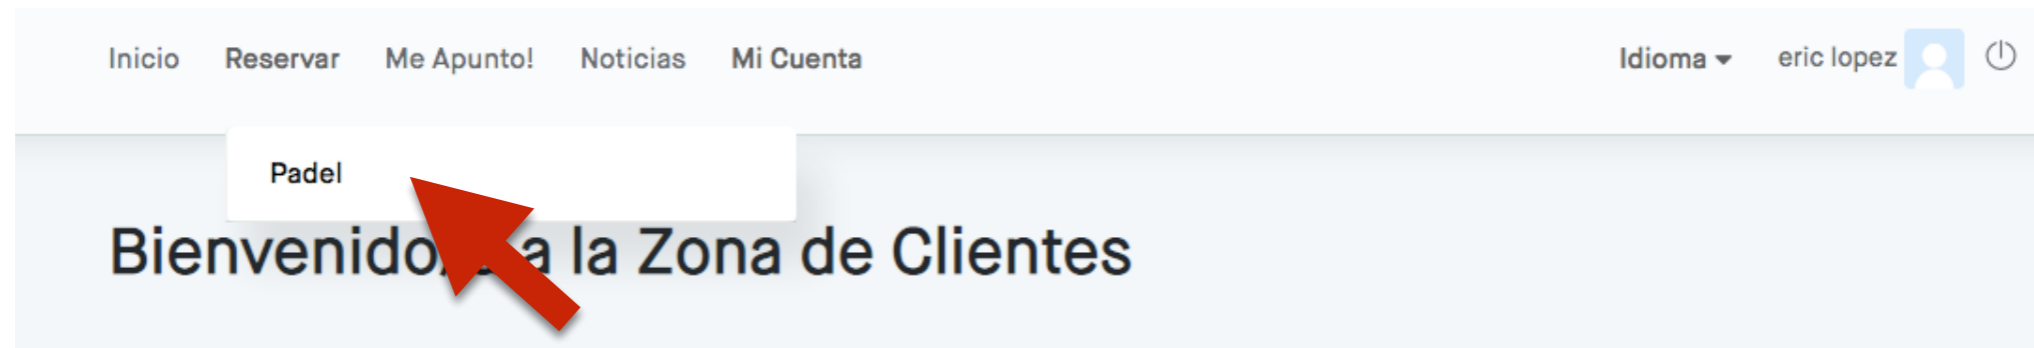 Inicio Reservar Me Apunto! Noticias Mi Cuenta Idioma eric lopez
Padel
Bienvenido/ a la Zona de Clientes